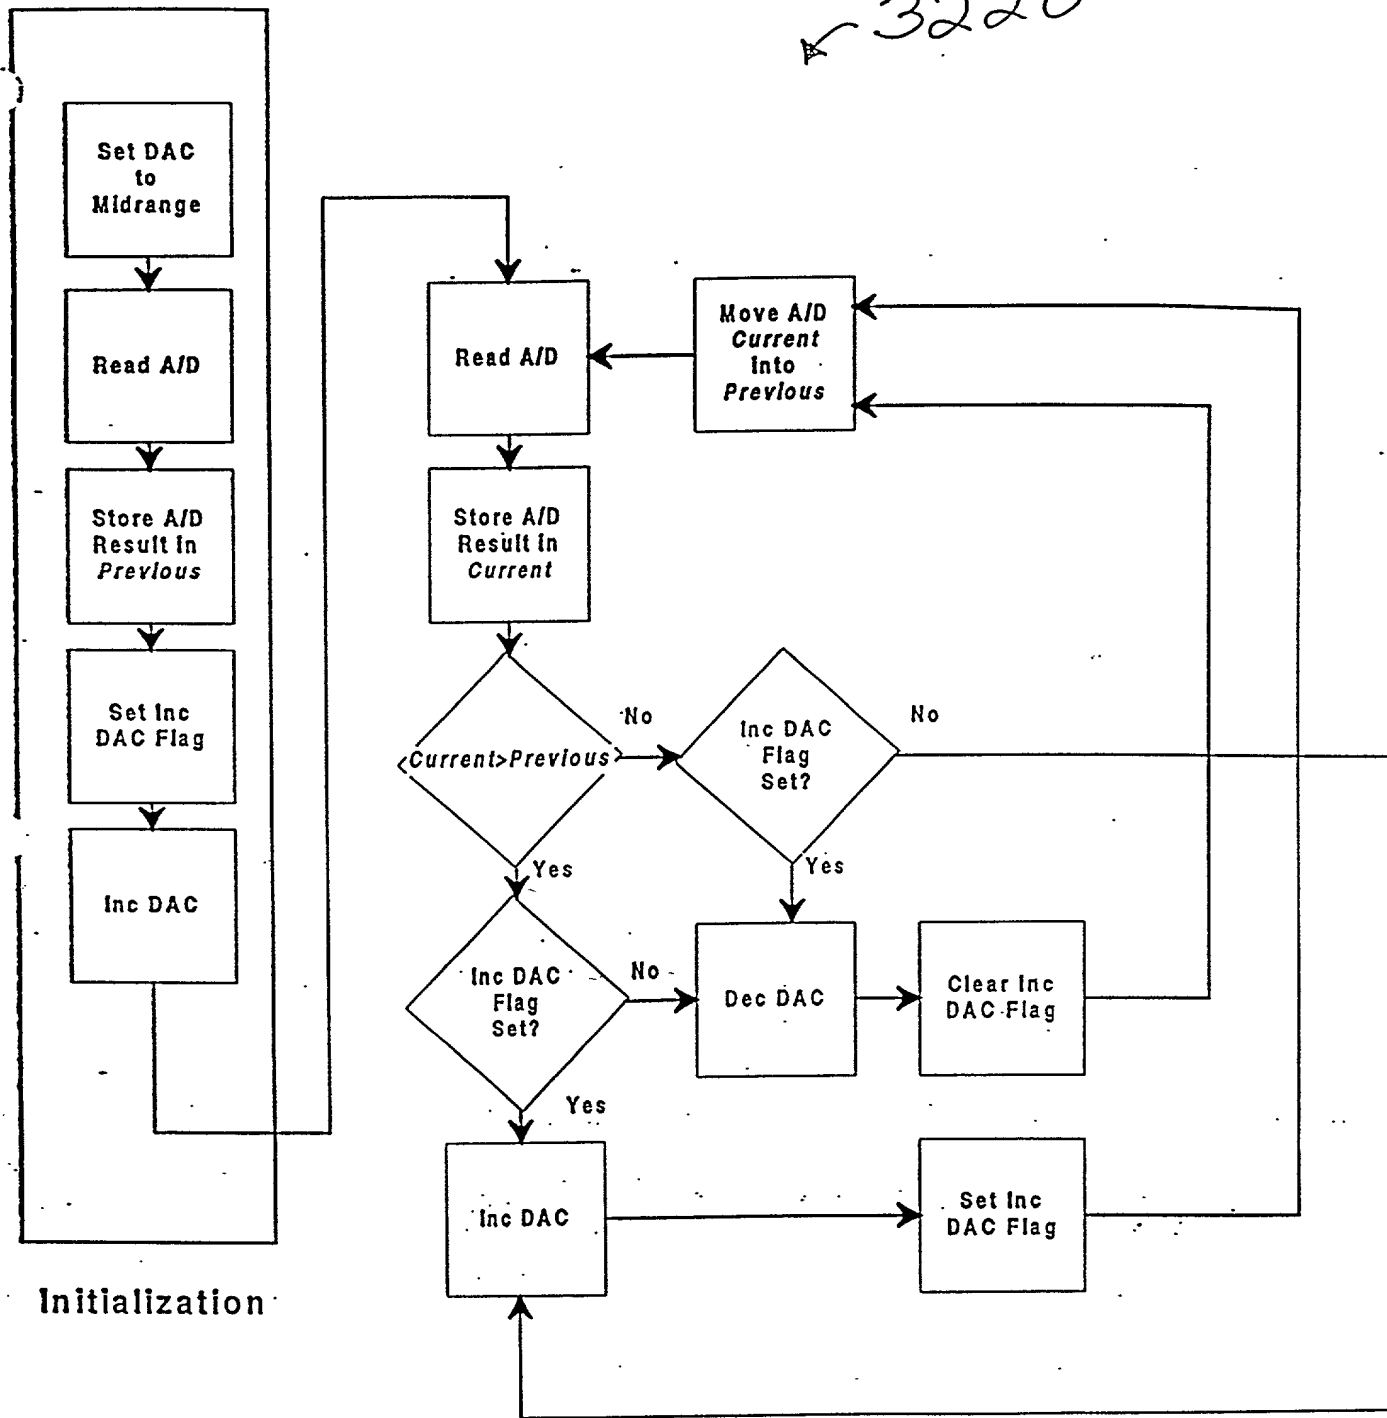 3220
Set DAC
to
Midrange
Read A/D
Store A/D
Result in
Previous
Set Inc
DAC Flag
Inc DAC
Initialization
Read A/D
Move A/D
Current
into
Previous
Store A/D
Result in
Current
Current>Previous
No
Inc DAC
Flag
Set?
No
Yes
Yes
Inc DAC
Flag
Set?
No
Dec DAC
Clear Inc
DAC Flag
Yes
Inc DAC
Set Inc
DAC Flag